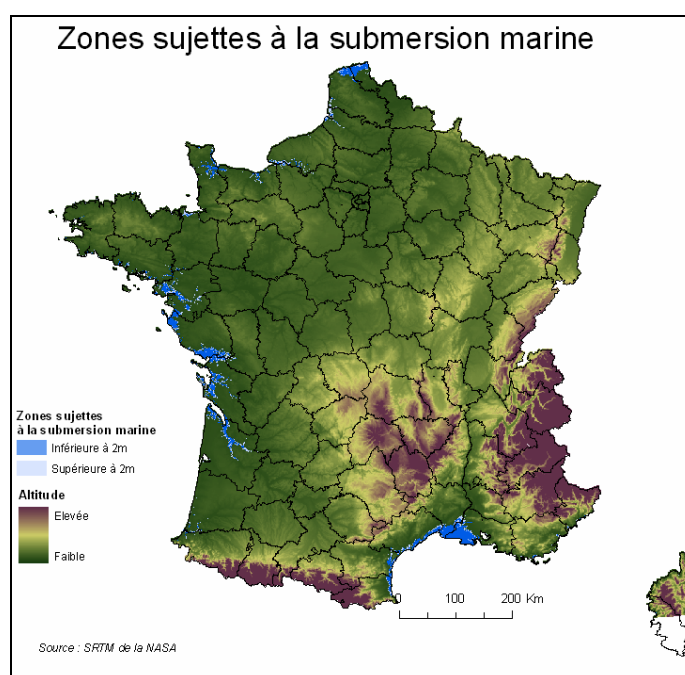 Zones sujettes à la submersion marine
Zones sujettes
à la submersion marine
Inférieure à 2m
Supérieure à 2m
Altitude
Elevée
Faible
0 100 200 Km
Source : SRTM de la NASA